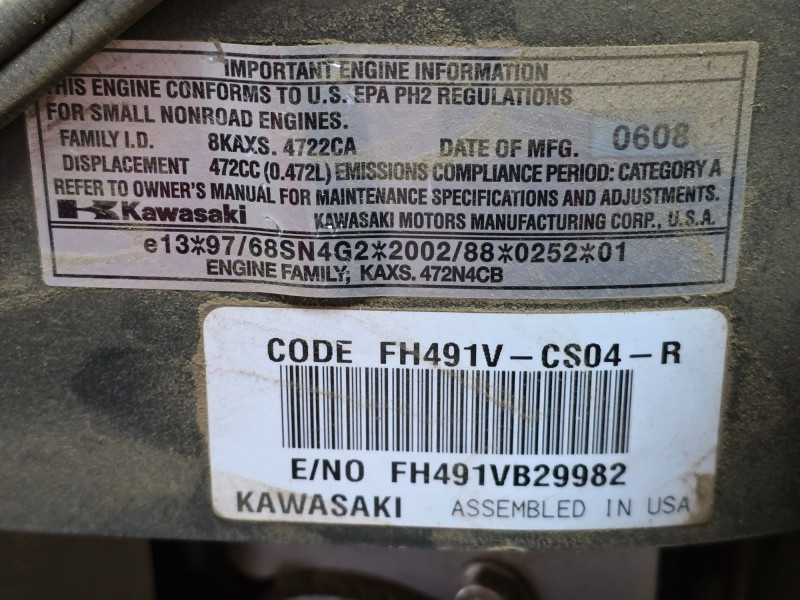 IMPORTANT ENGINE INFORMATION
THIS ENGINE CONFORMS TO U.S. EPA PH2 REGULATIONS
FOR SMALL NONROAD ENGINES.
FAMILY I.D. 8KAXS. 4722CA DATE OF MFG. 0608
DISPLACEMENT 472CC (0.472L) EMISSIONS COMPLIANCE PERIOD: CATEGORY A
REFER TO OWNER'S MANUAL FOR MAINTENANCE SPECIFICATIONS AND ADJUSTMENTS.
Kawasaki KAWASAKI MOTORS MANUFACTURING CORP., U.S.A.
e13*97/68SN4G2*2002/88*0252*01
ENGINE FAMILY; KAXS. 472N4CB
CODE FH491V-CS04-R
E/NO FH491VB29982
KAWASAKI ASSEMBLED IN USA